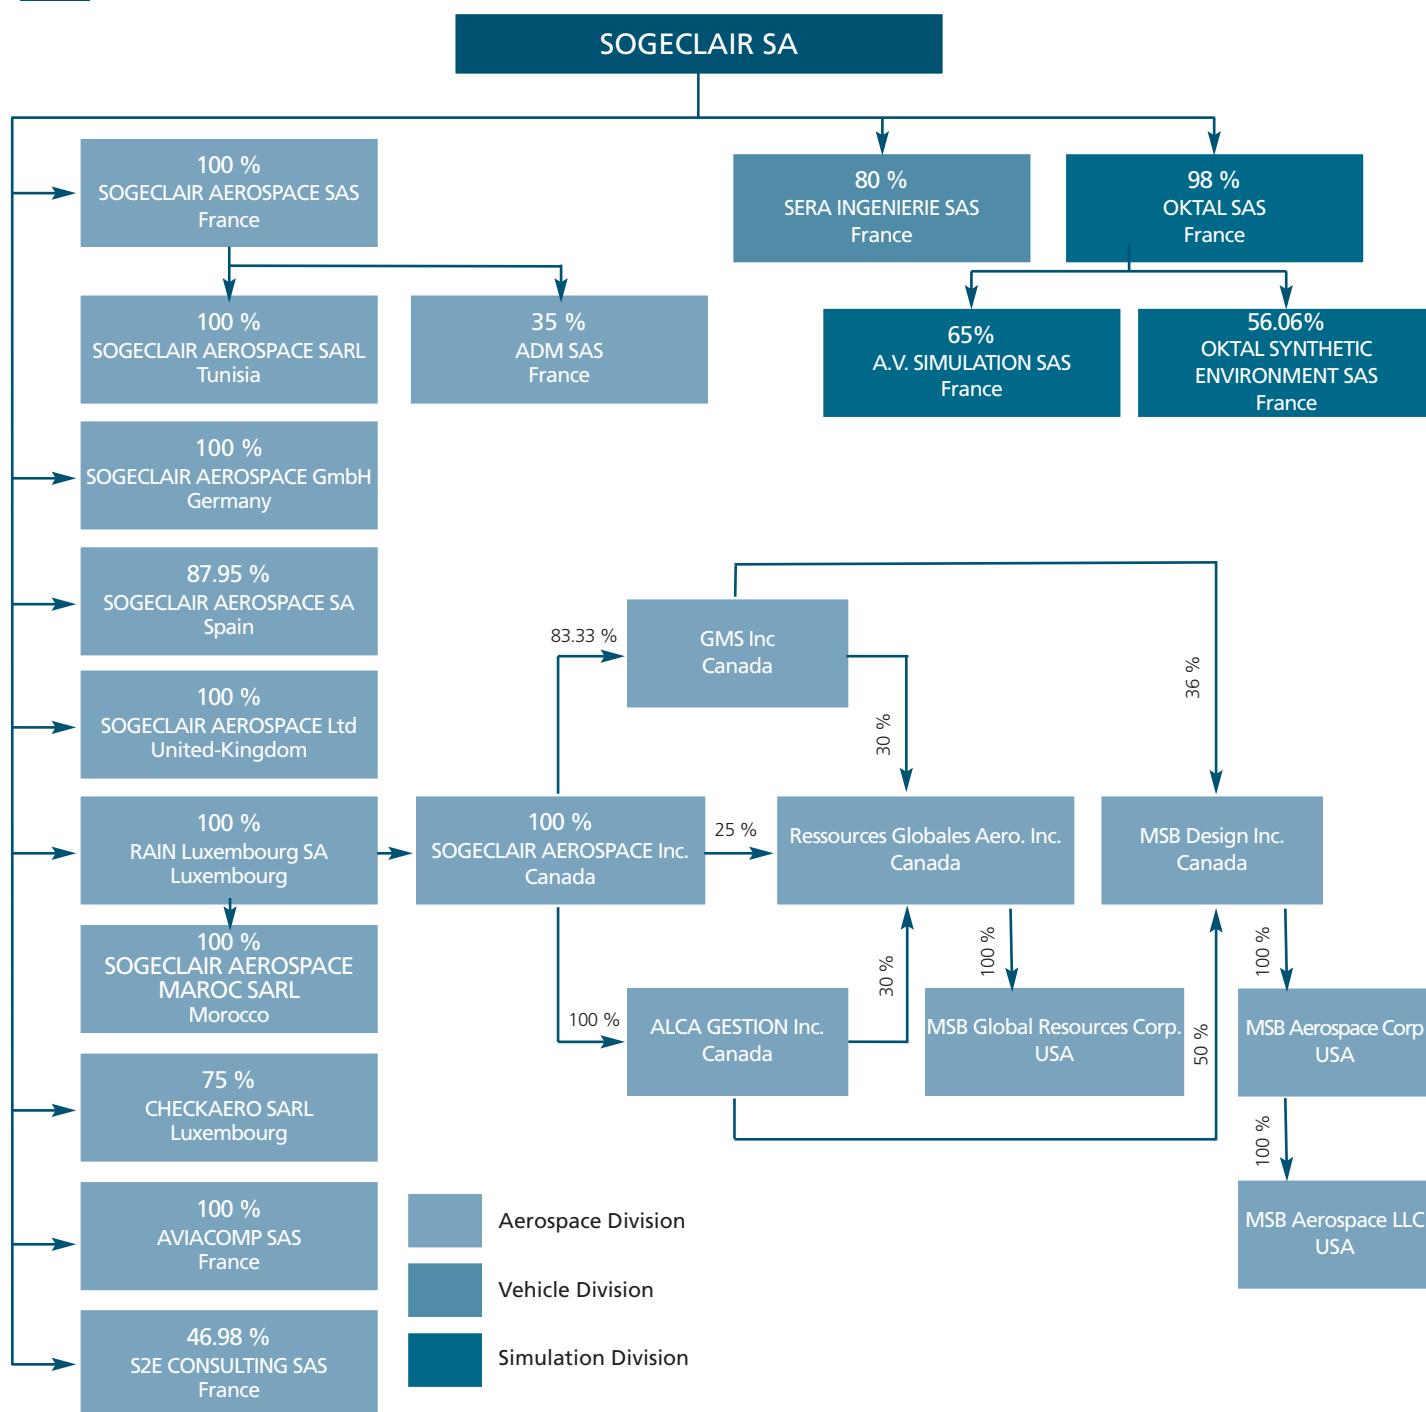 SOGECLAIR SA
100 %
SOGECLAIR AEROSPACE SAS
France
80 %
SERA INGENIERIE SAS
France
98 %
OKTAL SAS
France
100 %
SOGECLAIR AEROSPACE SARL
Tunisia
35 %
ADM SAS
France
65%
A.V. SIMULATION SAS
France
56.06%
OKTAL SYNTHETIC
ENVIRONMENT SAS
France
100 %
SOGECLAIR AEROSPACE GmbH
Germany
87.95 %
SOGECLAIR AEROSPACE SA
Spain
83.33 %
GMS Inc
Canada
36 %
30 %
100 %
SOGECLAIR AEROSPACE Ltd
United-Kingdom
100 %
RAIN Luxembourg SA
Luxembourg
100 %
SOGECLAIR AEROSPACE Inc.
Canada
25 %
Ressources Globales Aero. Inc.
Canada
MSB Design Inc.
Canada
100 %
SOGECLAIR AEROSPACE
MAROC SARL
Morocco
100 %
ALCA GESTION Inc.
Canada
30 %
100 %
MSB Global Resources Corp.
USA
50 %
100 %
MSB Aerospace Corp
USA
75 %
CHECKAERO SARL
Luxembourg
100 %
MSB Aerospace LLC
USA
100 %
AVIACOMP SAS
France
46.98 %
S2E CONSULTING SAS
France
Aerospace Division
Vehicle Division
Simulation Division